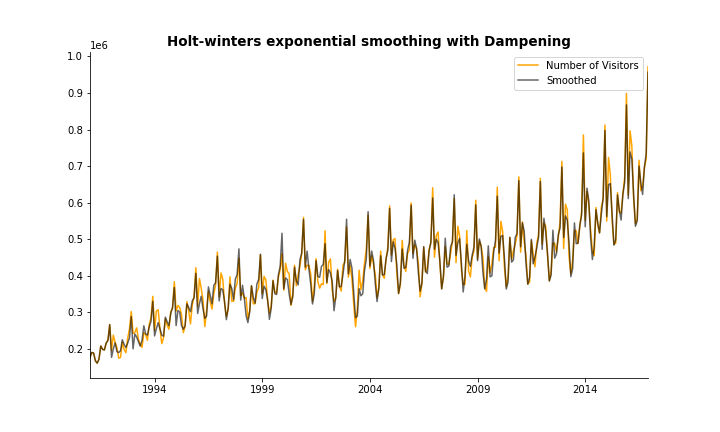 Holt-winters exponential smoothing with Dampening
1e6
Number of Visitors
Smoothed
1.0
0.9
0.8
0.7
0.6
0.5
0.4
0.3
0.2
1994 1999 2004 2009 2014